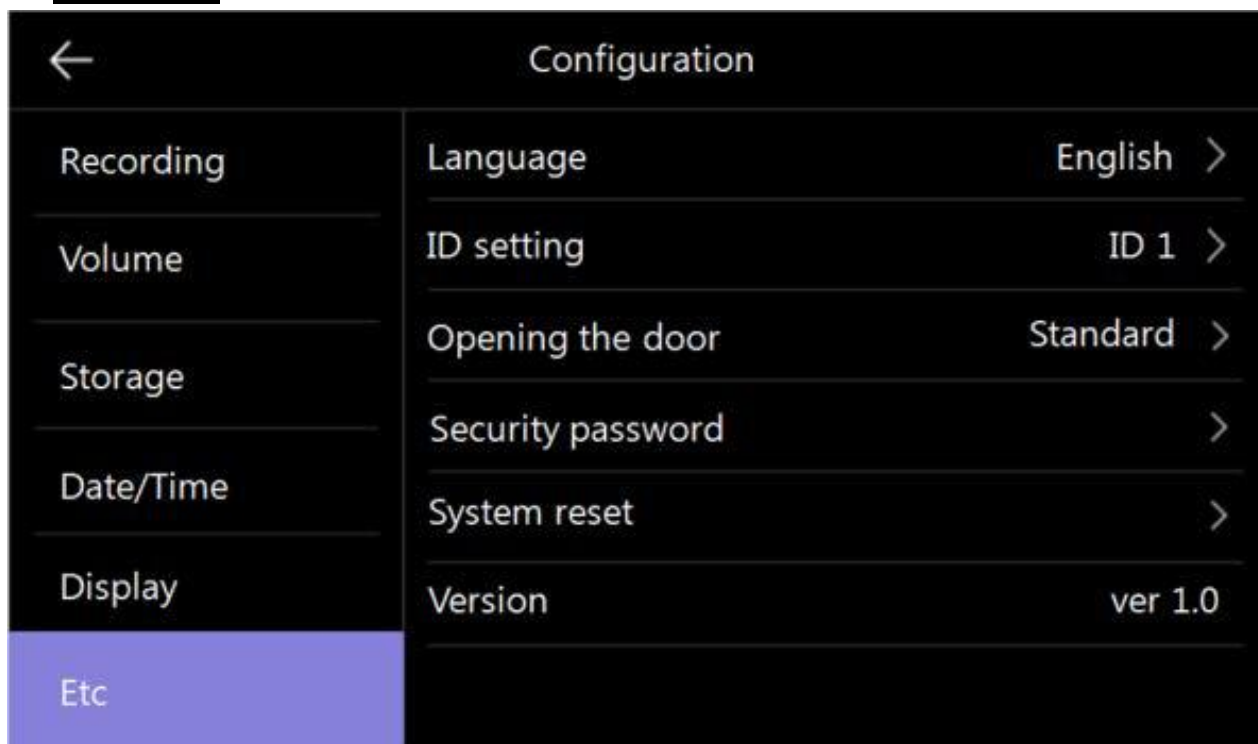 Configuration
Recording
Volume
Storage
Date/Time
Display
Etc
Language English
ID setting ID 1
Opening the door Standard
Security password
System reset
Version ver 1.0